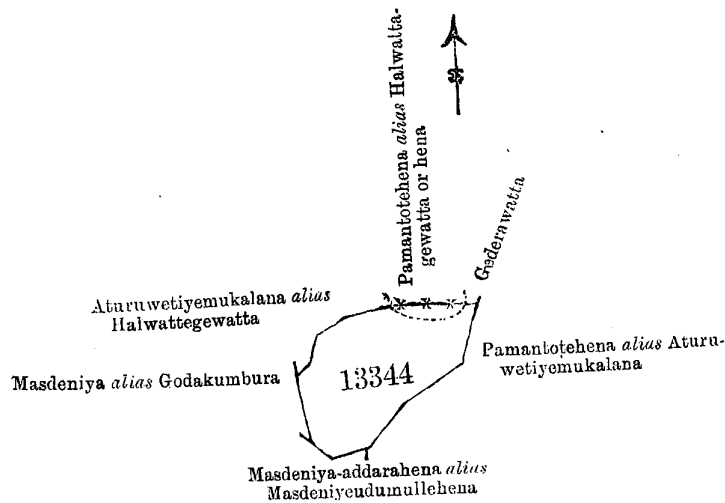 Pamantotehena alias Halwatta-
gewatta or hena
Gederawatta
Aturuwetiyemukalana alias
Halwattegewatta
Pamantotehena alias Aturu-
wetiyemukalana
Masdeniya alias Godakumbura
13344
Masdeniya-addarahena alias
Masdeniyeudumullehena